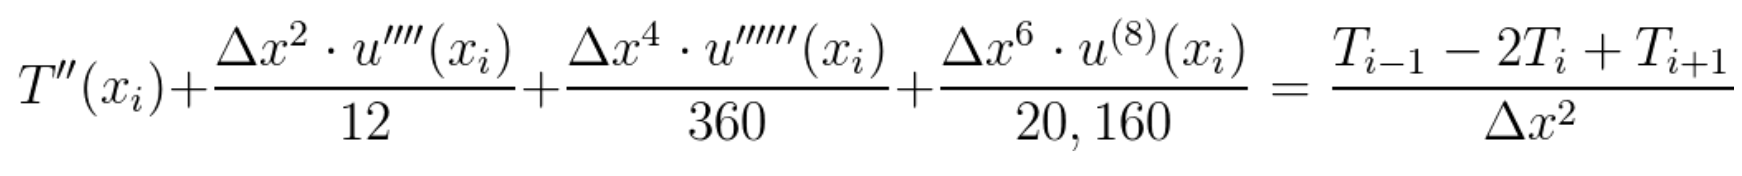 $T''(x_i) + \frac{\Delta x^2 \cdot u''''(x_i)}{12} + \frac{\Delta x^4 \cdot u''''''(x_i)}{360} + \frac{\Delta x^6 \cdot u^{(8)}(x_i)}{20,160} = \frac{T_{i-1} - 2T_i + T_{i+1}}{\Delta x^2}$